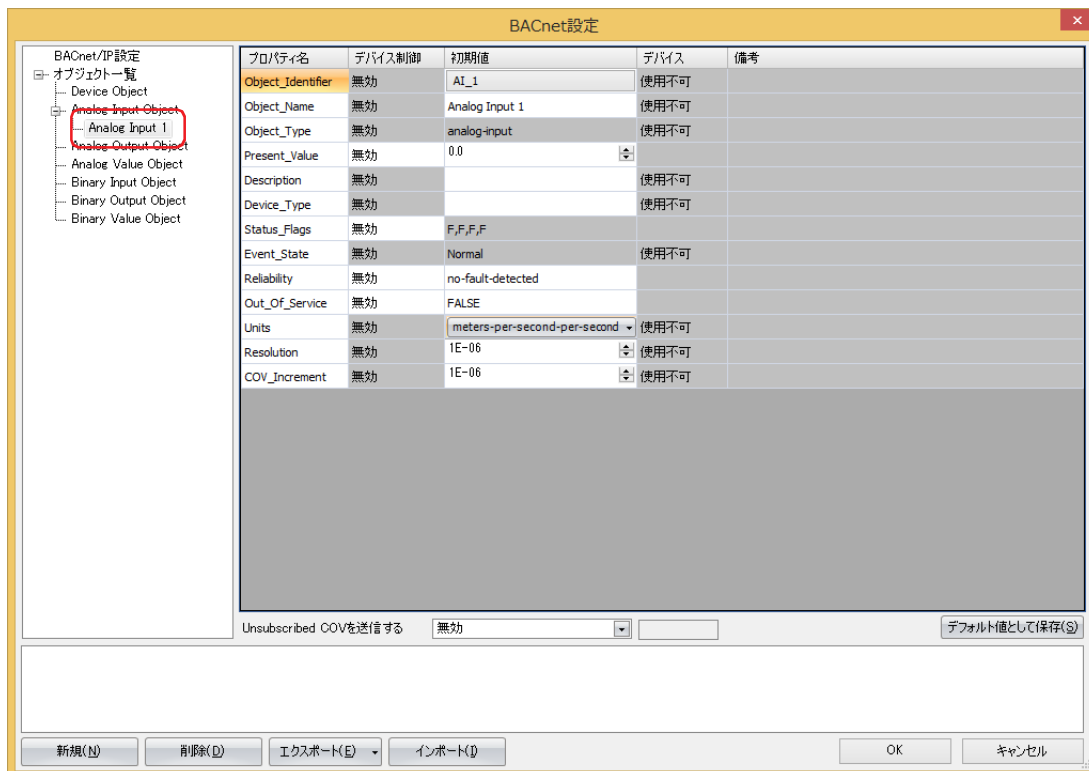 BACnet設定
BACnet/IP設定
オブジェクト一覧
Device Object
Analog Input Object
Analog Input 1
Analog Output Object
Analog Value Object
Binary Input Object
Binary Output Object
Binary Value Object
プロパティ名 デバイス制御 初期値 デバイス 備考
Object_Identifier 無効 AI_1 使用不可
Object_Name 無効 Analog Input 1 使用不可
Object_Type 無効 analog-input 使用不可
Present_Value 無効 0.0
Description 無効 使用不可
Device_Type 無効 使用不可
Status_Flags 無効 F,F,F,F
Event_State 無効 Normal 使用不可
Reliability 無効 no-fault-detected
Out_Of_Service 無効 FALSE
Units 無効 meters-per-second-per-second 使用不可
Resolution 無効 1E-06 使用不可
COV_Increment 無効 1E-06 使用不可
Unsubscribed COVを送信する 無効 デフォルト値として保存(S)
新規(N) 削除(D) エクスポート(E) インポート(I) OK キャンセル